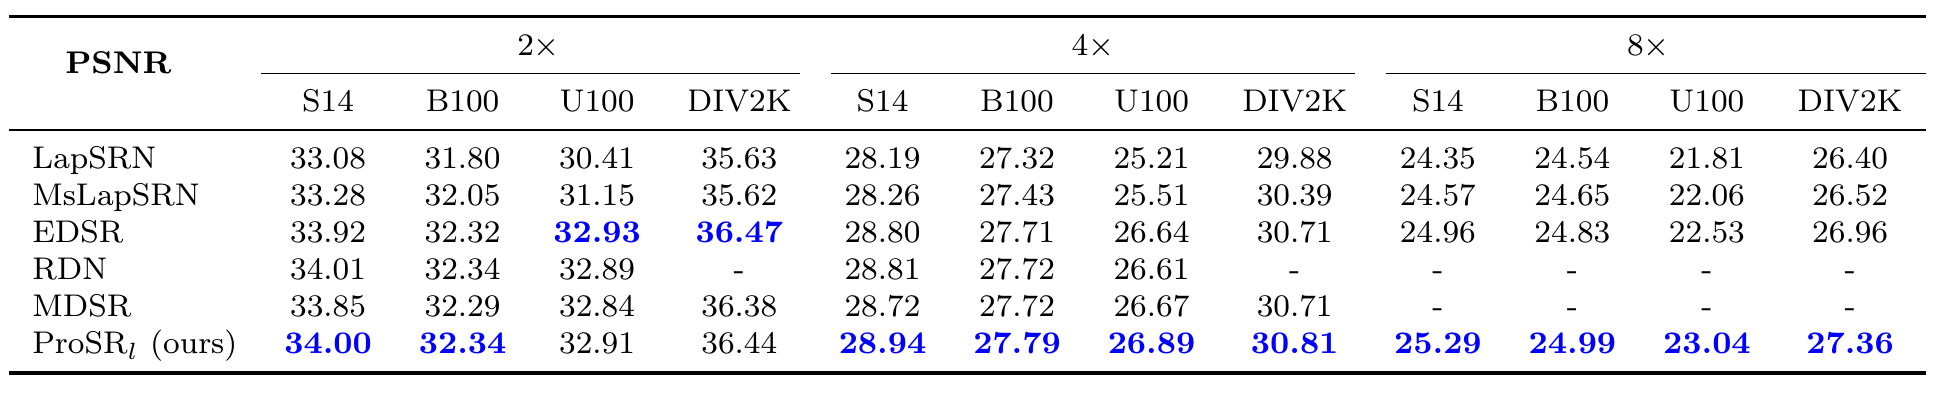 PSNR 2× 4× 8×
S14 B100 U100 DIV2K S14 B100 U100 DIV2K S14 B100 U100 DIV2K
LapSRN 33.08 31.80 30.41 35.63 28.19 27.32 25.21 29.88 24.35 24.54 21.81 26.40
MsLapSRN 33.28 32.05 31.15 35.62 28.26 27.43 25.51 30.39 24.57 24.65 22.06 26.52
EDSR 33.92 32.32 32.93 36.47 28.80 27.71 26.64 30.71 24.96 24.83 22.53 26.96
RDN 34.01 32.34 32.89 - 28.81 27.72 26.61 - - - - -
MDSR 33.85 32.29 32.84 36.38 28.72 27.72 26.67 30.71 - - - -
ProSRl (ours) 34.00 32.34 32.91 36.44 28.94 27.79 26.89 30.81 25.29 24.99 23.04 27.36